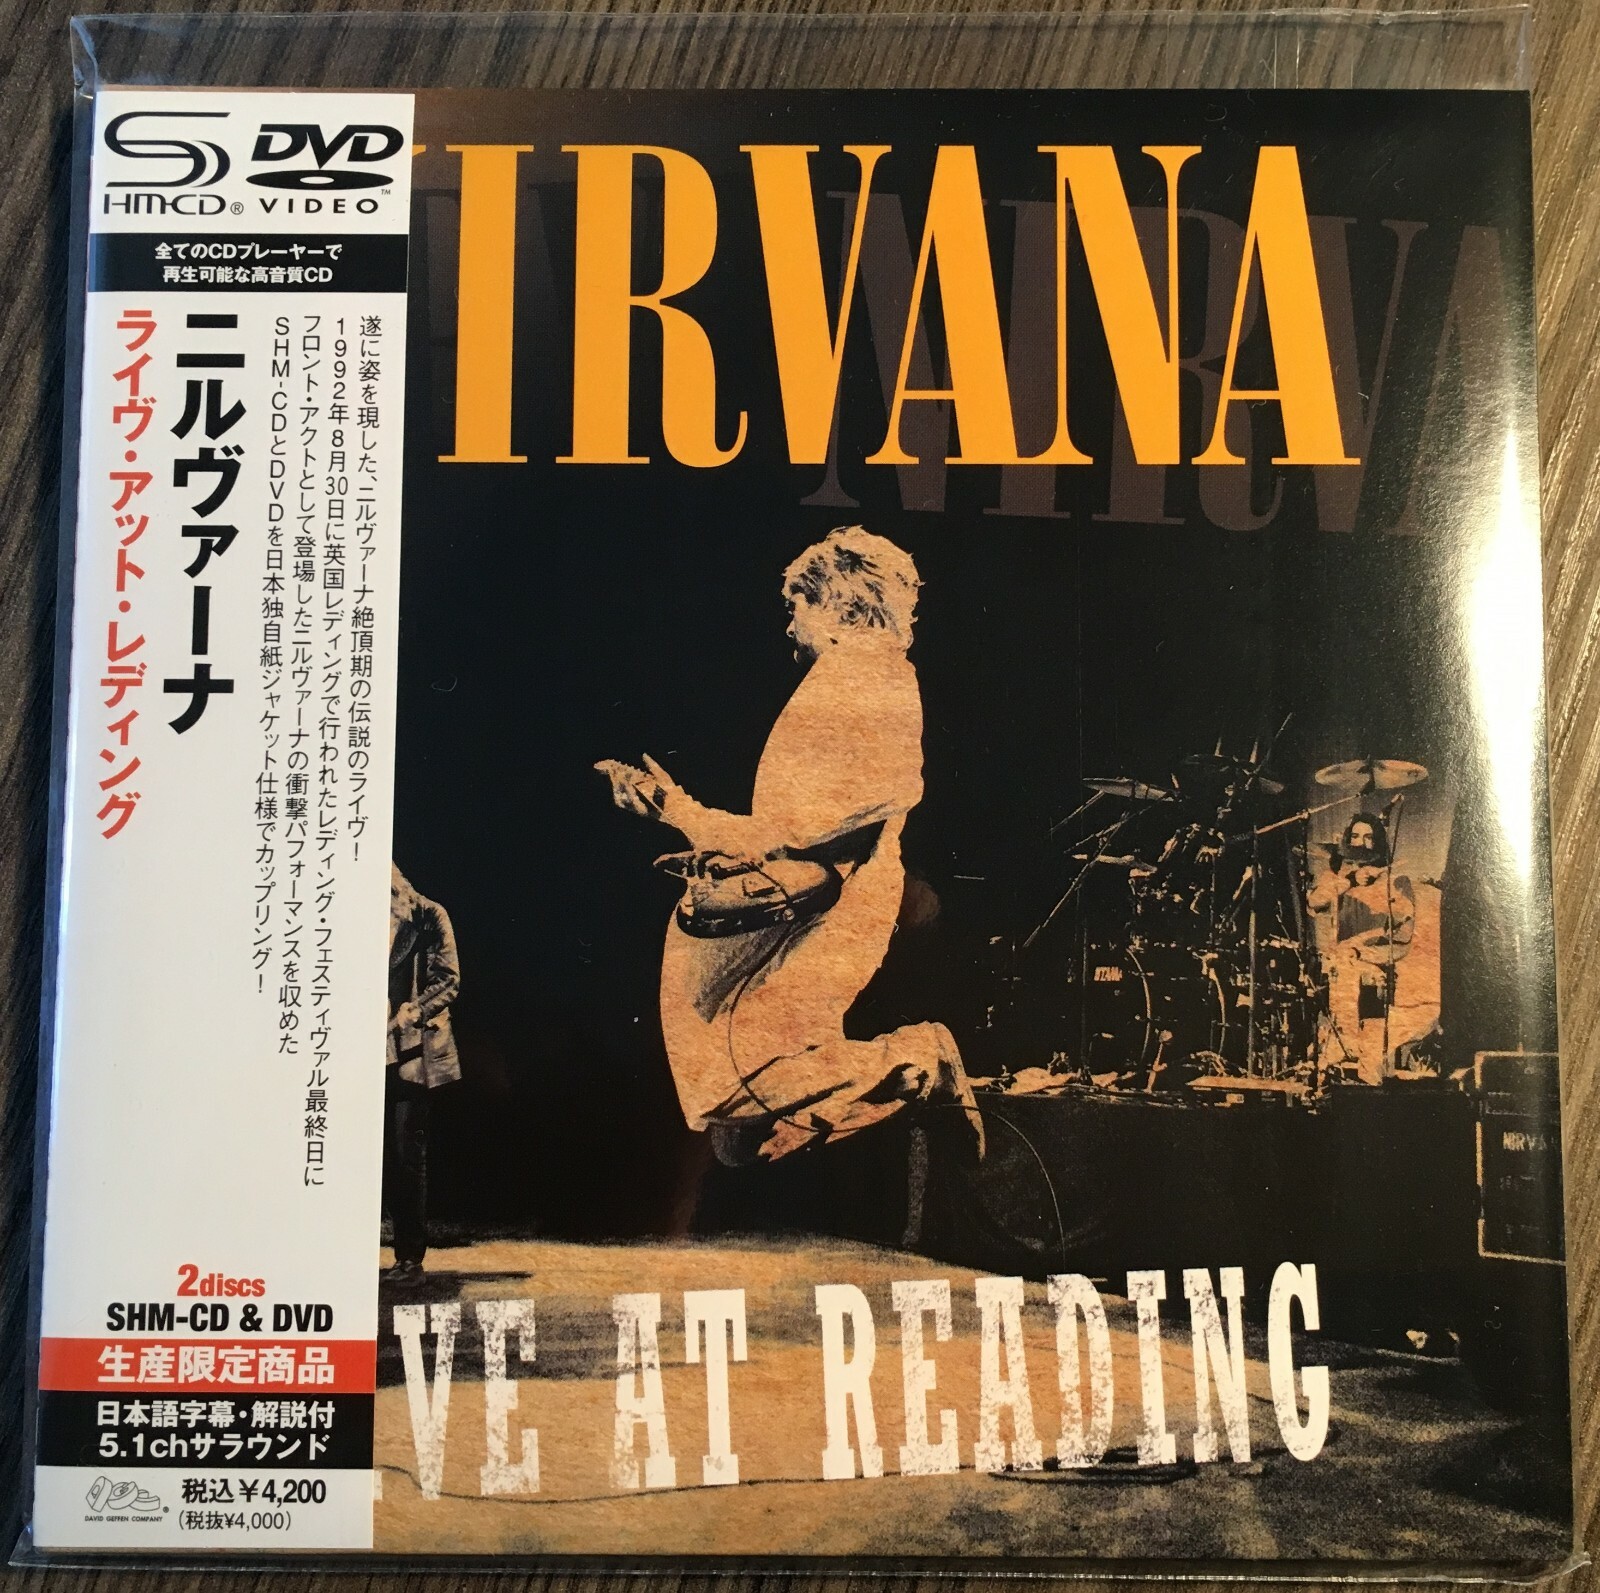 SHM-CD®
DVD
VIDEO™
全てのCDプレーヤーで
再生可能な高音質CD
遂に姿を現した、ニルヴァーナ絶頂期の伝説のライヴ！
1992年8月30日に英国レディングで行われたレディング・フェスティヴァル最終日に
フロント・アクトとして登場したニルヴァーナの衝撃パフォーマンスを収めた
SHM-CDとDVDを日本独自紙ジャケット仕様でカップリング！
ニルヴァーナ
ライヴ・アット・レディング
2discs
SHM-CD & DVD
生産限定商品
日本語字幕・解説付
5.1chサラウンド
税込￥4,200
(税抜¥4,000)
DAVID GEFFEN COMPANY
NIRVANA
NIRVA
TAMA
NIRVA
IVE AT READING